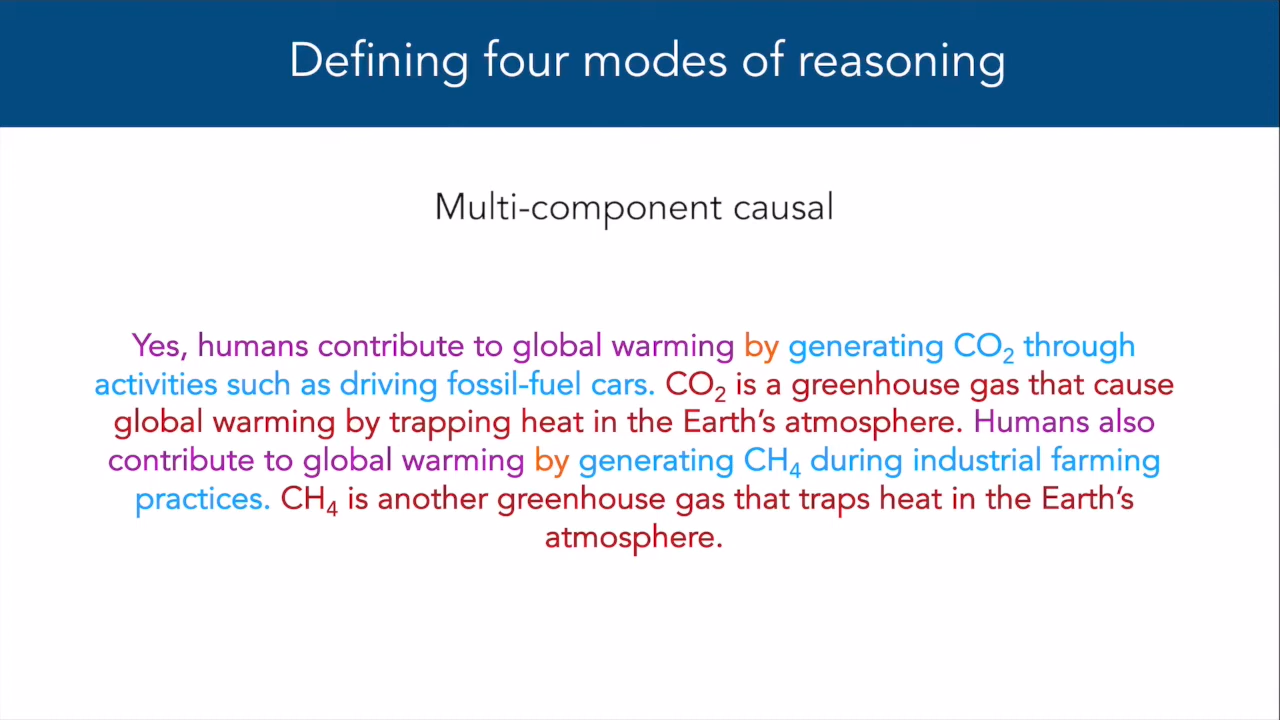 Defining four modes of reasoning
Multi-component causal
Yes, humans contribute to global warming by generating CO₂ through
activities such as driving fossil-fuel cars. CO₂ is a greenhouse gas that cause
global warming by trapping heat in the Earth’s atmosphere. Humans also
contribute to global warming by generating CH₄ during industrial farming
practices. CH₄ is another greenhouse gas that traps heat in the Earth’s
atmosphere.